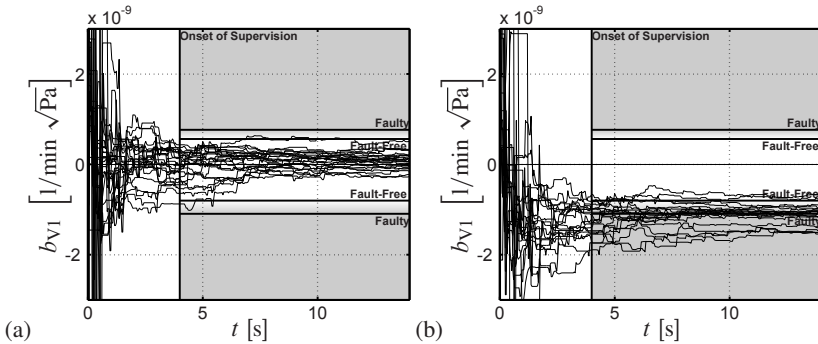 x 10⁻⁹
Onset of Supervision
2
Faulty
Fault-Free
0
Fault-Free
Faulty
-2
b_V1 [l/min √Pa]
0 5 10
t [s]
(a)
x 10⁻⁹
Onset of Supervision
2
Faulty
Fault-Free
0
Fault-Free
Faulty
-2
b_V1 [l/min √Pa]
0 5 10
t [s]
(b)